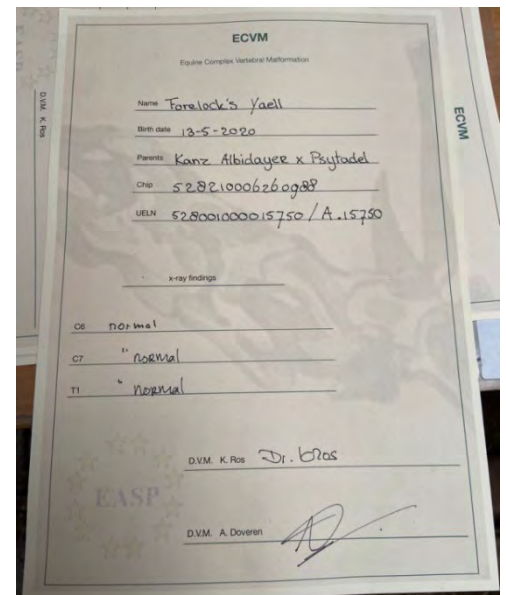 ECVM
Equine Complex Vertebral Malformation
Name Forelock's Yaell
Birth date 13-5-2020
Parents Kanz Albidayer x Psytadel
Chip 528210006260988
UELN 528001000015750 / A.15750
x-ray findings
C6 normal
C7 " normal
T1 " normal
D.V.M. K. Ros Dr. KRos
EASP
D.V.M. A. Doveren
D.V.M. K. Ros
ECVM